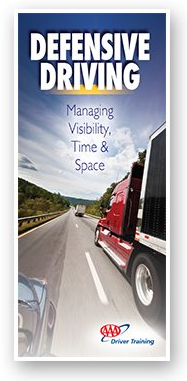 DEFENSIVE
DRIVING
Managing
Visibility,
Time &
Space
AAA
Driver Training